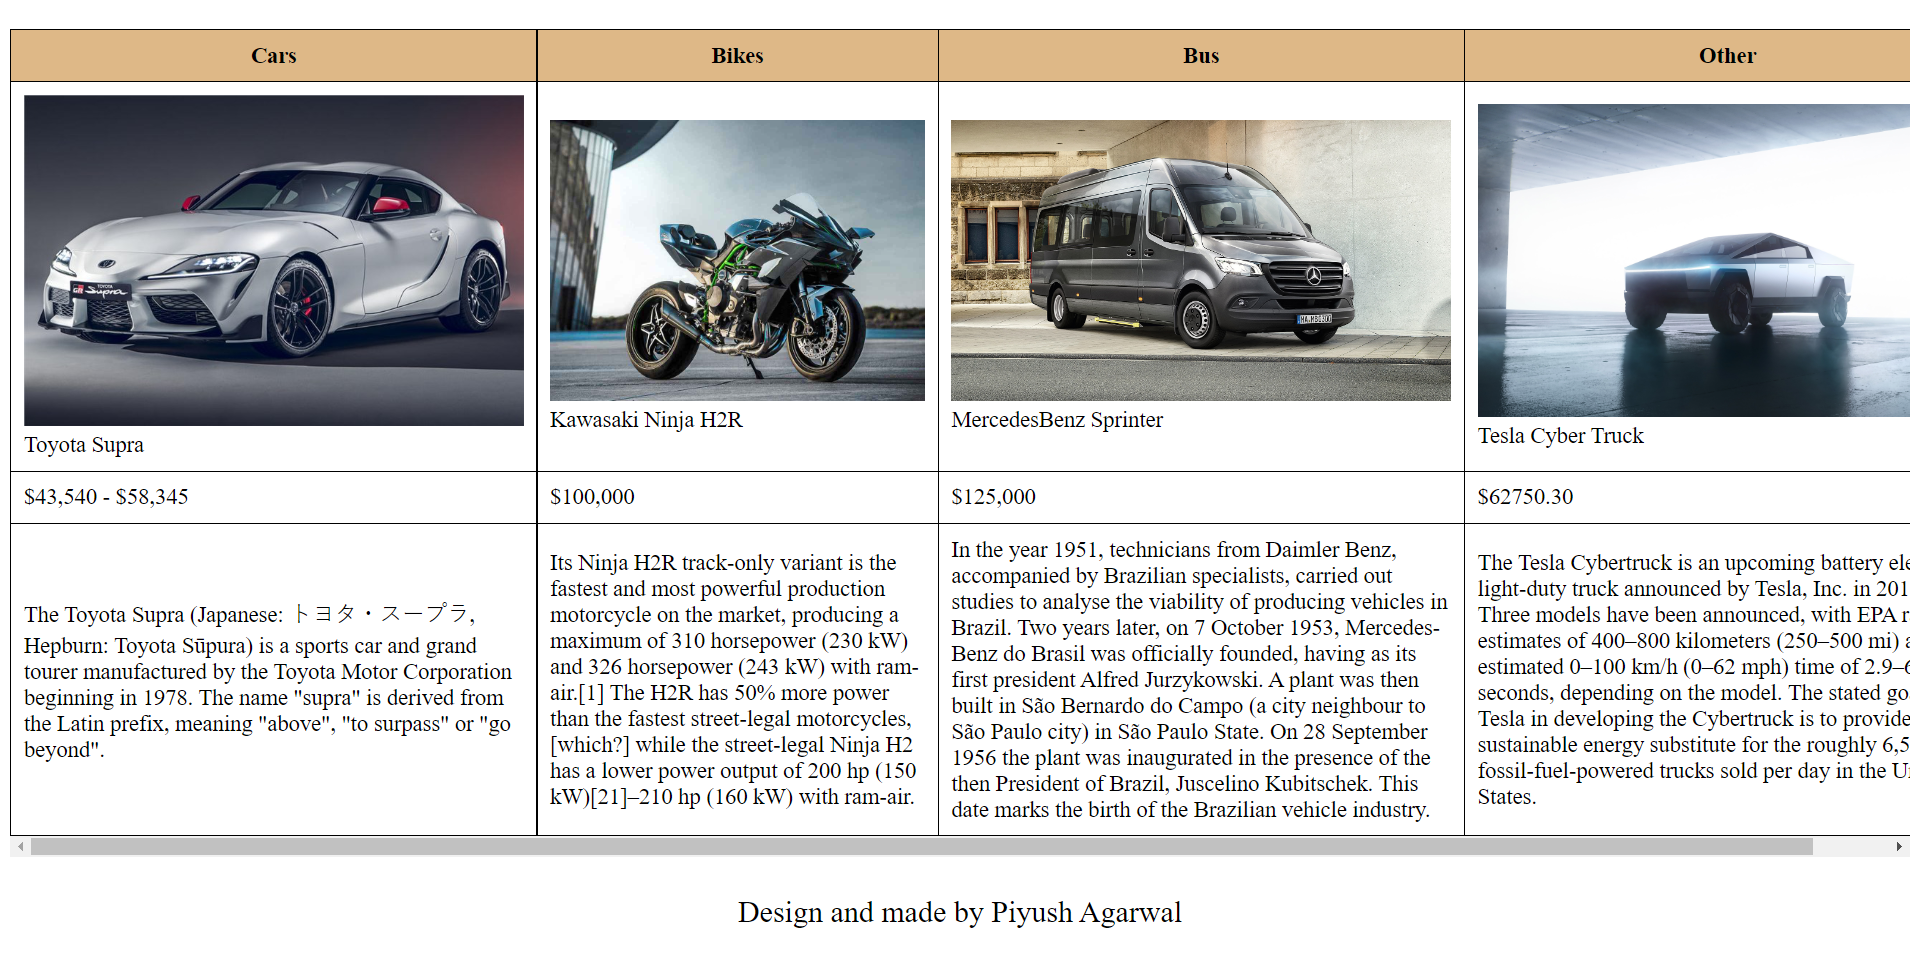 Cars
Bikes
Bus
Other
TOYOTA
GR Supra
Toyota Supra
Kawasaki Ninja H2R
MercedesBenz Sprinter
Tesla Cyber Truck
$43,540 - $58,345
$100,000
$125,000
$62750.30
The Toyota Supra (Japanese: トヨタ・スープラ,
Hepburn: Toyota Sūpura) is a sports car and grand
tourer manufactured by the Toyota Motor Corporation
beginning in 1978. The name "supra" is derived from
the Latin prefix, meaning "above", "to surpass" or "go
beyond".
Its Ninja H2R track-only variant is the
fastest and most powerful production
motorcycle on the market, producing a
maximum of 310 horsepower (230 kW)
and 326 horsepower (243 kW) with ram-
air.[1] The H2R has 50% more power
than the fastest street-legal motorcycles,
[which?] while the street-legal Ninja H2
has a lower power output of 200 hp (150
kW)[21]–210 hp (160 kW) with ram-air.
In the year 1951, technicians from Daimler Benz,
accompanied by Brazilian specialists, carried out
studies to analyse the viability of producing vehicles in
Brazil. Two years later, on 7 October 1953, Mercedes-
Benz do Brasil was officially founded, having as its
first president Alfred Jurzykowski. A plant was then
built in São Bernardo do Campo (a city neighbour to
São Paulo city) in São Paulo State. On 28 September
1956 the plant was inaugurated in the presence of the
then President of Brazil, Juscelino Kubitschek. This
date marks the birth of the Brazilian vehicle industry.
The Tesla Cybertruck is an upcoming battery ele
light-duty truck announced by Tesla, Inc. in 201
Three models have been announced, with EPA r
estimates of 400–800 kilometers (250–500 mi) a
estimated 0–100 km/h (0–62 mph) time of 2.9–6
seconds, depending on the model. The stated go
Tesla in developing the Cybertruck is to provide
sustainable energy substitute for the roughly 6,5
fossil-fuel-powered trucks sold per day in the U
States.
Design and made by Piyush Agarwal